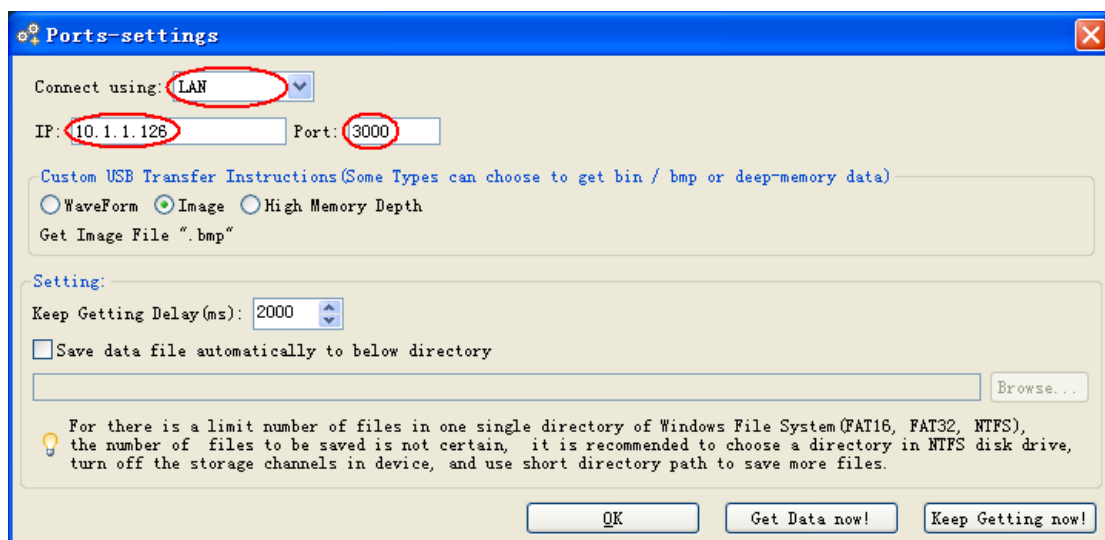 Ports-settings
Connect using: LAN
IP: 10.1.1.126 Port: 3000
Custom USB Transfer Instructions(Some Types can choose to get bin / bmp or deep-memory data)
WaveForm Image High Memory Depth
Get Image File ".bmp"
Setting:
Keep Getting Delay(ms): 2000
Save data file automatically to below directory
Browse...
For there is a limit number of files in one single directory of Windows File System(FAT16, FAT32, NTFS),
the number of files to be saved is not certain, it is recommended to choose a directory in NTFS disk drive,
turn off the storage channels in device, and use short directory path to save more files.
OK Get Data now! Keep Getting now!